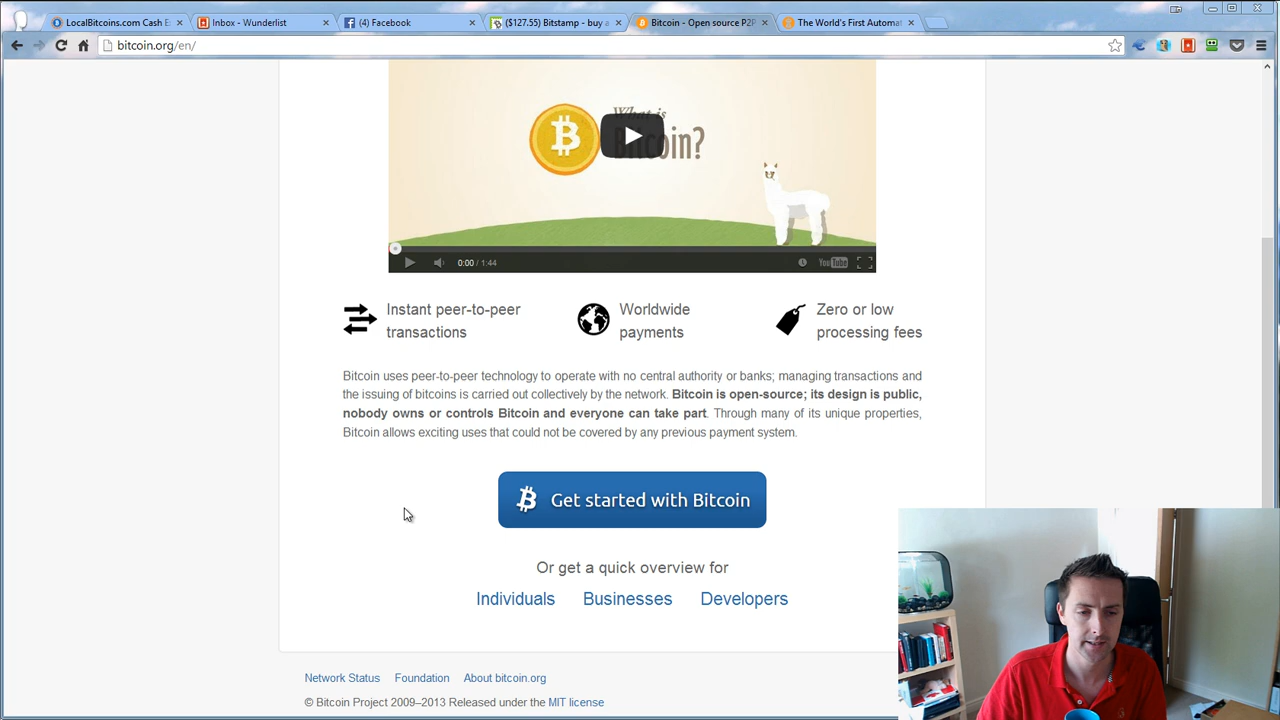 LocalBitcoins.com Cash E
Inbox - Wunderlist
(4) Facebook
($127.55) Bitstamp - buy a
Bitcoin - Open source P2P
The World's First Automat
bitcoin.org/en/
What is
Bitcoin?
0:00 / 1:44
YouTube
Instant peer-to-peer
transactions
Worldwide
payments
Zero or low
processing fees
Bitcoin uses peer-to-peer technology to operate with no central authority or banks; managing transactions and
the issuing of bitcoins is carried out collectively by the network. Bitcoin is open-source; its design is public,
nobody owns or controls Bitcoin and everyone can take part. Through many of its unique properties,
Bitcoin allows exciting uses that could not be covered by any previous payment system.
Get started with Bitcoin
Or get a quick overview for
Individuals Businesses Developers
Network Status Foundation About bitcoin.org
© Bitcoin Project 2009–2013 Released under the MIT license